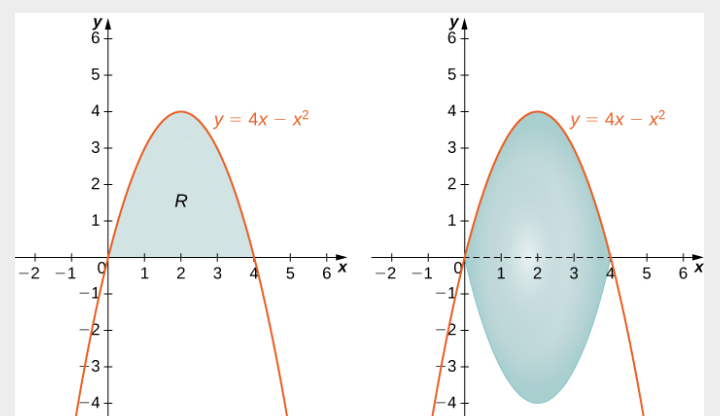 y
6
5
4
y = 4x – x²
3
2
R
1
–2 –1 0 1 2 3 4 5 6 x
–1
–2
–3
–4
y
6
5
4
y = 4x – x²
3
2
1
–2 –1 0 1 2 3 4 5 6 x
–1
–2
–3
–4